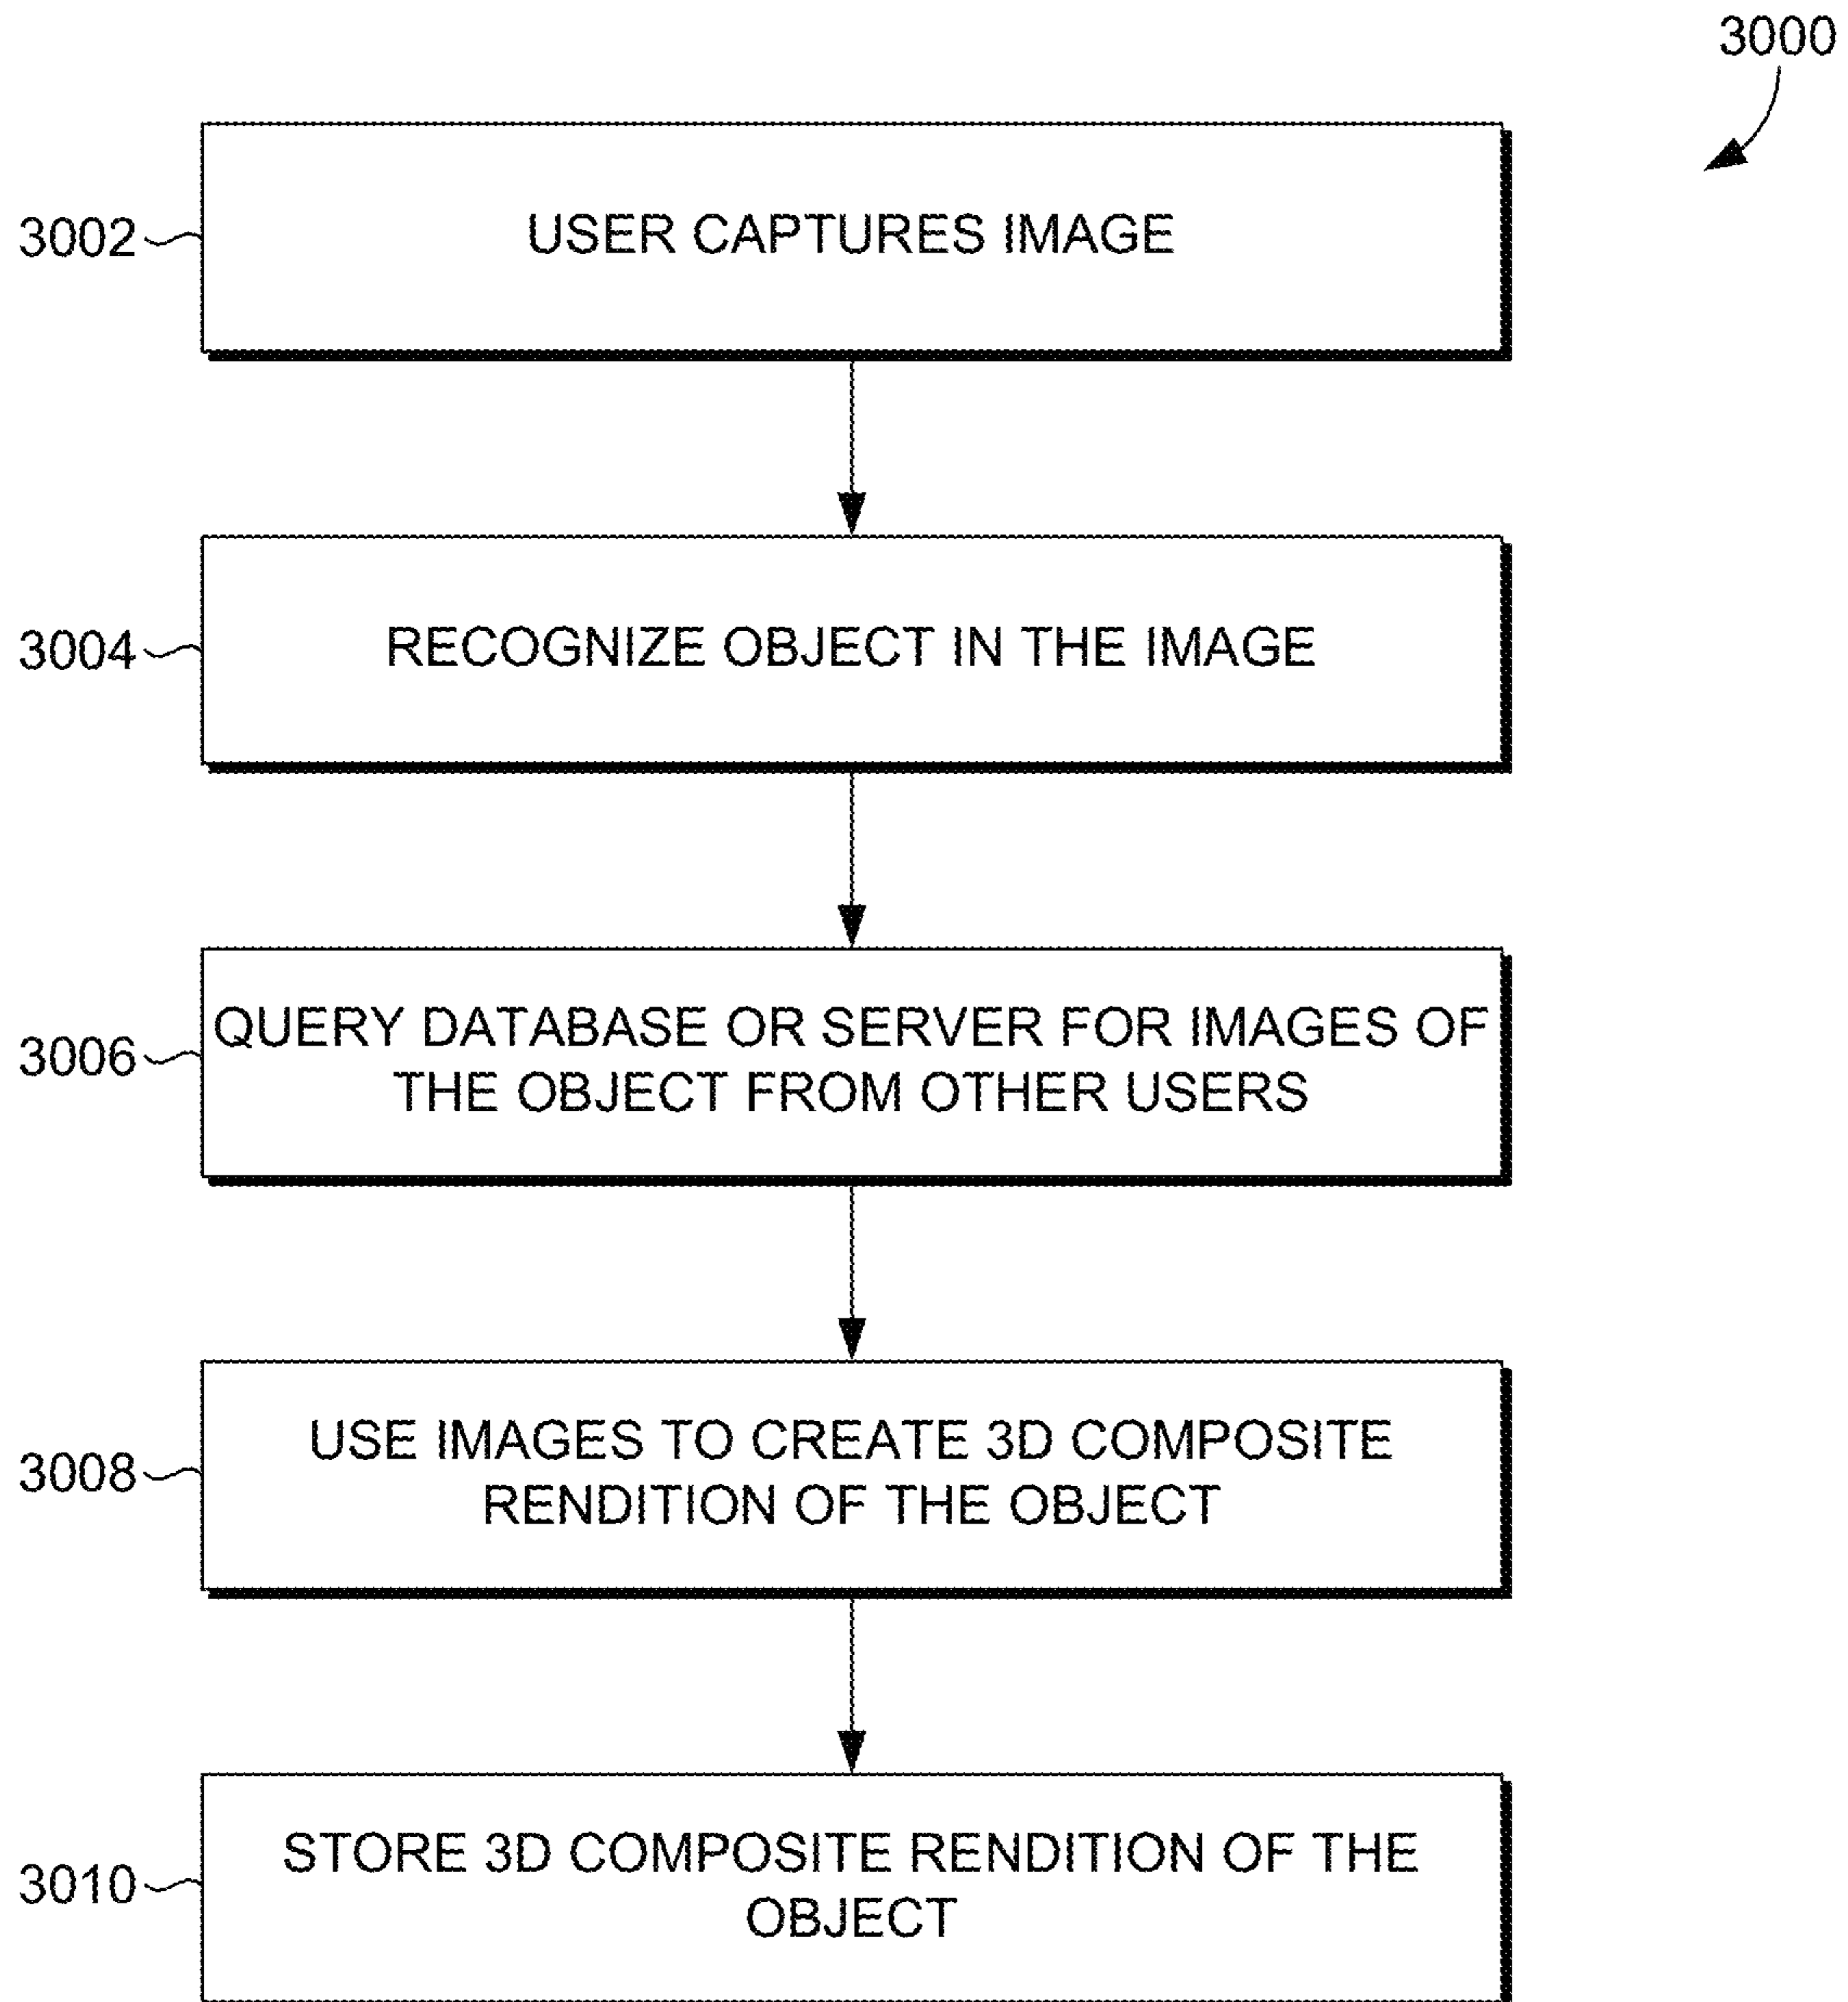 3000
3002
USER CAPTURES IMAGE
3004
RECOGNIZE OBJECT IN THE IMAGE
3006
QUERY DATABASE OR SERVER FOR IMAGES OF
THE OBJECT FROM OTHER USERS
3008
USE IMAGES TO CREATE 3D COMPOSITE
RENDITION OF THE OBJECT
3010
STORE 3D COMPOSITE RENDITION OF THE
OBJECT